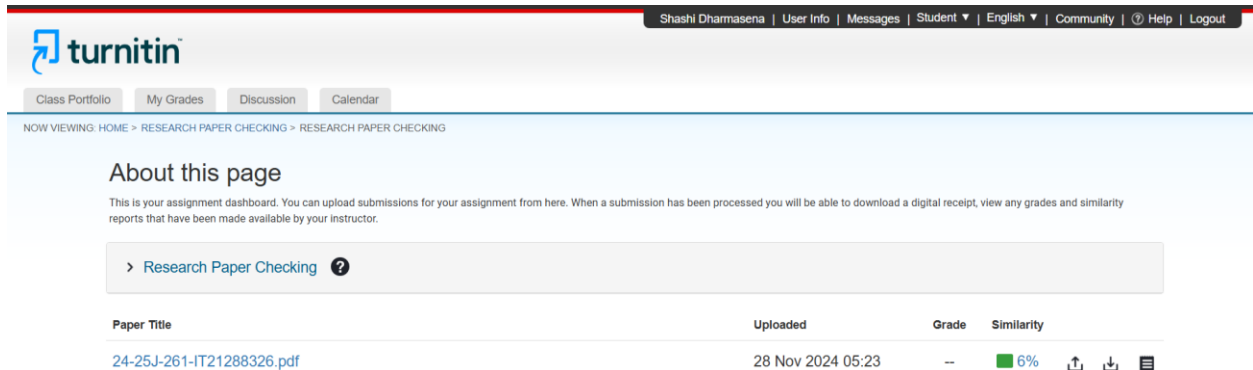 Shashi Dharmasena | User Info | Messages | Student ▼ | English ▼ | Community | ? Help | Logout
turnitin™
Class Portfolio My Grades Discussion Calendar
NOW VIEWING: HOME > RESEARCH PAPER CHECKING > RESEARCH PAPER CHECKING
About this page
This is your assignment dashboard. You can upload submissions for your assignment from here. When a submission has been processed you will be able to download a digital receipt, view any grades and similarity
reports that have been made available by your instructor.
> Research Paper Checking ?
Paper Title Uploaded Grade Similarity
24-25J-261-IT21288326.pdf 28 Nov 2024 05:23 -- 6%